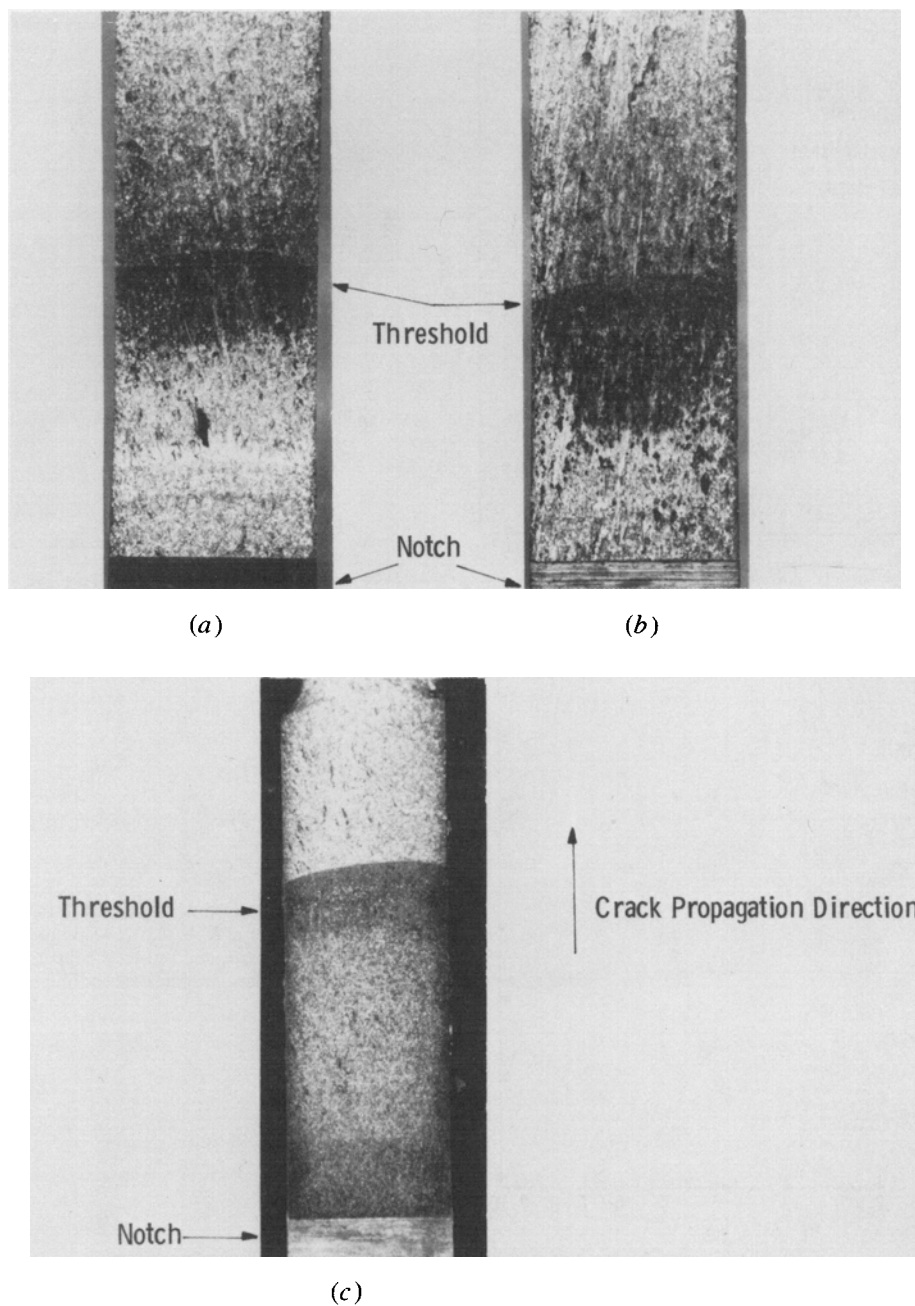 Threshold
Notch
(a)
(b)
Threshold
Crack Propagation Direction
Notch
(c)